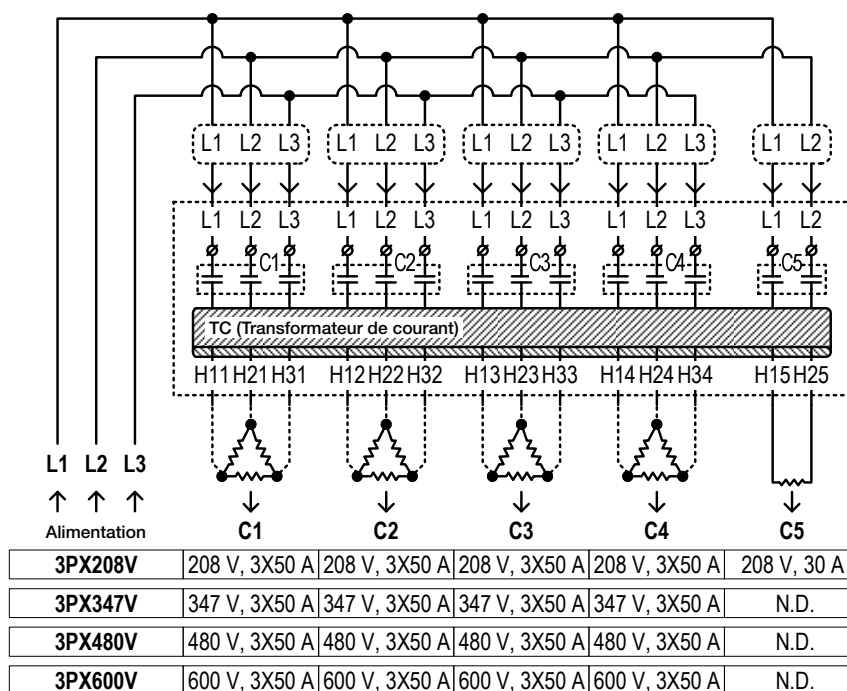 L1 L2 L3 L1 L2 L3 L1 L2 L3 L1 L2 L3 L1 L2
L1 L2 L3 L1 L2 L3 L1 L2 L3 L1 L2 L3 L1 L2
C1 C2 C3 C4 C5
TC (Transformateur de courant)
H11 H21 H31 H12 H22 H32 H13 H23 H33 H14 H24 H34 H15 H25
L1 L2 L3
Alimentation C1 C2 C3 C4 C5
3PX208V 208 V, 3X50 A 208 V, 3X50 A 208 V, 3X50 A 208 V, 3X50 A 208 V, 30 A
3PX347V 347 V, 3X50 A 347 V, 3X50 A 347 V, 3X50 A 347 V, 3X50 A N.D.
3PX480V 480 V, 3X50 A 480 V, 3X50 A 480 V, 3X50 A 480 V, 3X50 A N.D.
3PX600V 600 V, 3X50 A 600 V, 3X50 A 600 V, 3X50 A 600 V, 3X50 A N.D.